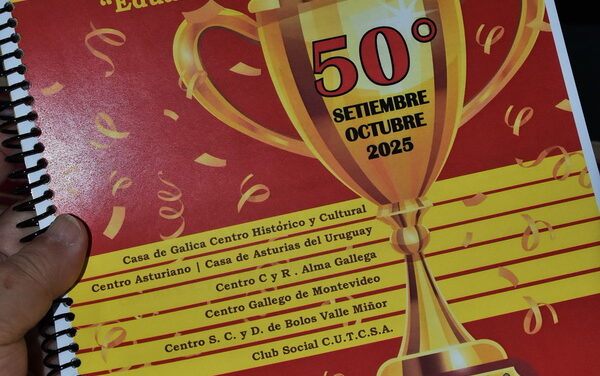 50°
SETIEMBRE
OCTUBRE
2025
Casa de Galica Centro Histórico y Cultural
Centro Asturiano | Casa de Asturias del Uruguay
Centro C y R . Alma Gallega
Centro Gallego de Montevideo
Centro S. C. y D. de Bolos Valle Miñor
Club Social C.U.T.C.S.A.